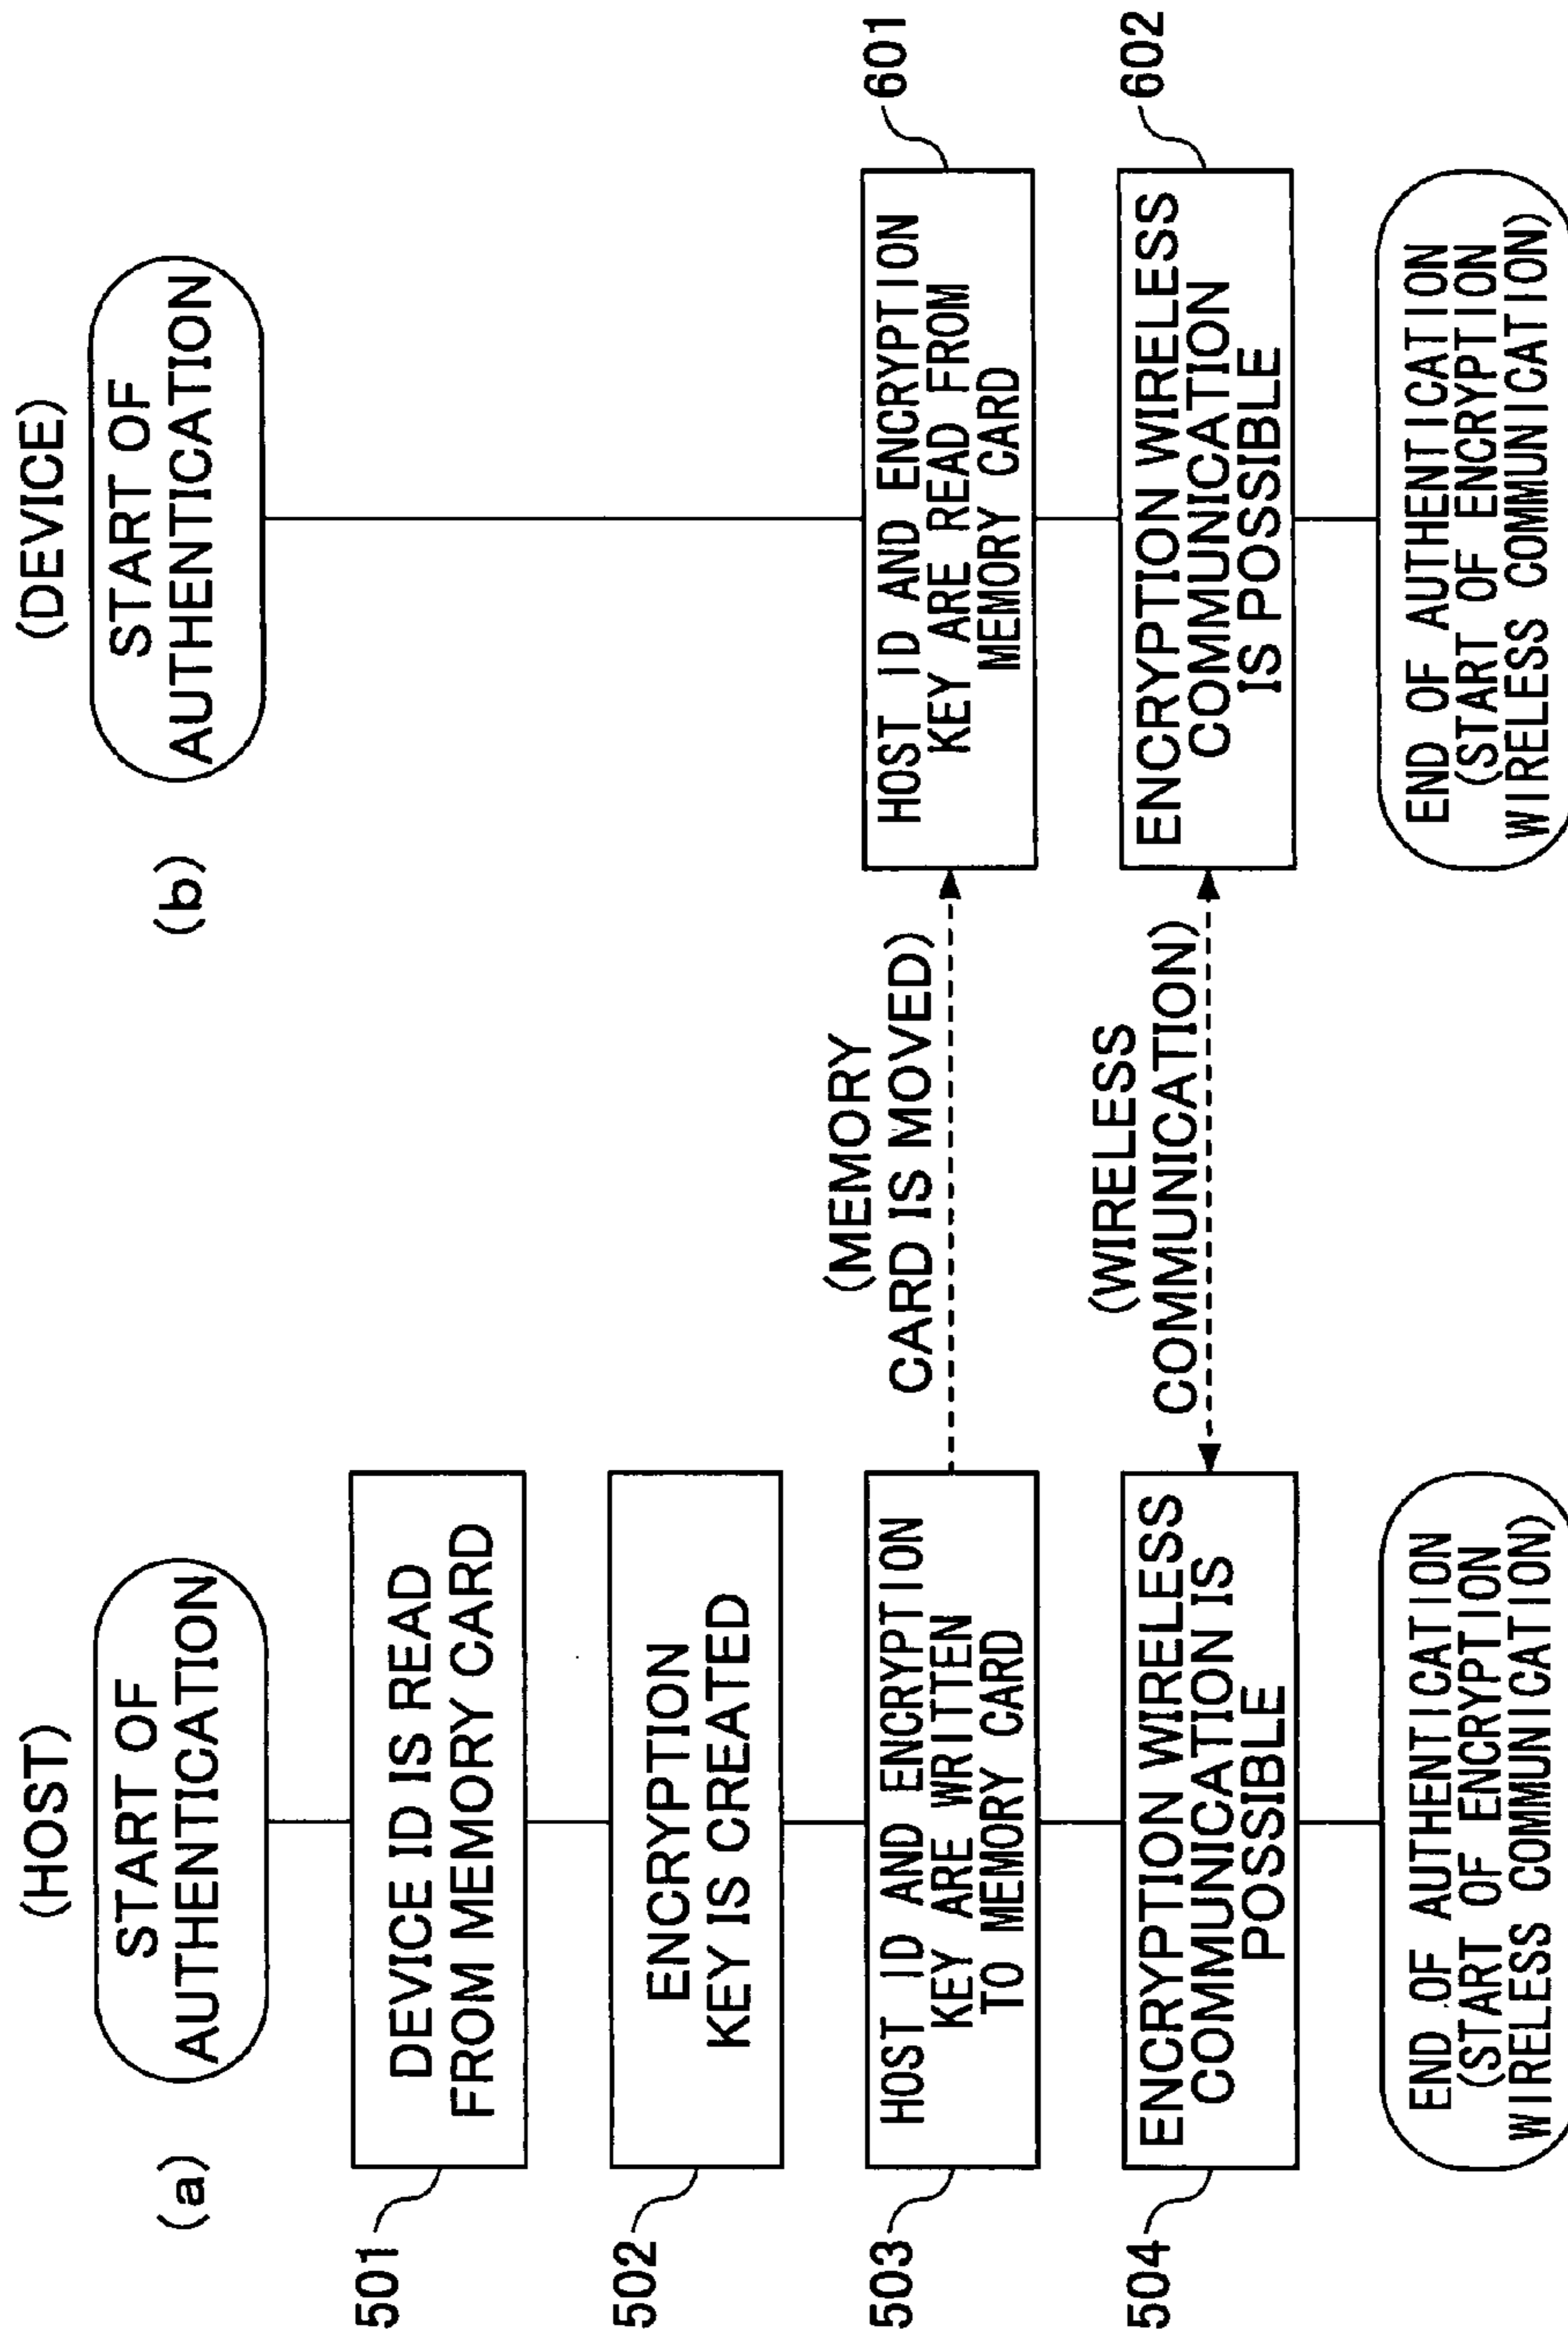 (HOST)
(a)
START OF
AUTHENTICATION
501
DEVICE ID IS READ
FROM MEMORY CARD
502
ENCRYPTION
KEY IS CREATED
503
HOST ID AND ENCRYPTION
KEY ARE WRITTEN
TO MEMORY CARD
504
ENCRYPTION WIRELESS
COMMUNICATION IS
POSSIBLE
END OF AUTHENTICATION
(START OF ENCRYPTION
WIRELESS COMMUNICATION)
(MEMORY
CARD IS MOVED)
(WIRELESS
COMMUNICATION)
(DEVICE)
(b)
START OF
AUTHENTICATION
HOST ID AND ENCRYPTION
KEY ARE READ FROM
MEMORY CARD
601
ENCRYPTION WIRELESS
COMMUNICATION
IS POSSIBLE
602
END OF AUTHENTICATION
(START OF ENCRYPTION
WIRELESS COMMUNICATION)